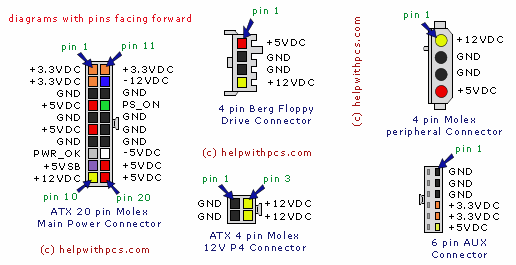 diagrams with pins facing forward
pin 1
pin 11
+3.3VDC
+3.3VDC
+3.3VDC
-12VDC
GND
GND
+5VDC
PS_ON
GND
GND
+5VDC
GND
GND
GND
PWR_OK
-5VDC
+5VSB
+5VDC
+12VDC
+5VDC
pin 10
pin 20
ATX 20 pin Molex
Main Power Connector
(c) helpwithpcs.com
pin 1
+5VDC
GND
GND
+12VDC
4 pin Berg Floppy
Drive Connector
(c) helpwithpcs.com
pin 1
pin 3
GND
+12VDC
GND
+12VDC
ATX 4 pin Molex
12V P4 Connector
(c) helpwithpcs.com
pin 1
+12VDC
GND
GND
+5VDC
4 pin Molex
peripheral Connector
pin 1
GND
GND
GND
+3.3VDC
+3.3VDC
+5VDC
6 pin AUX
Connector